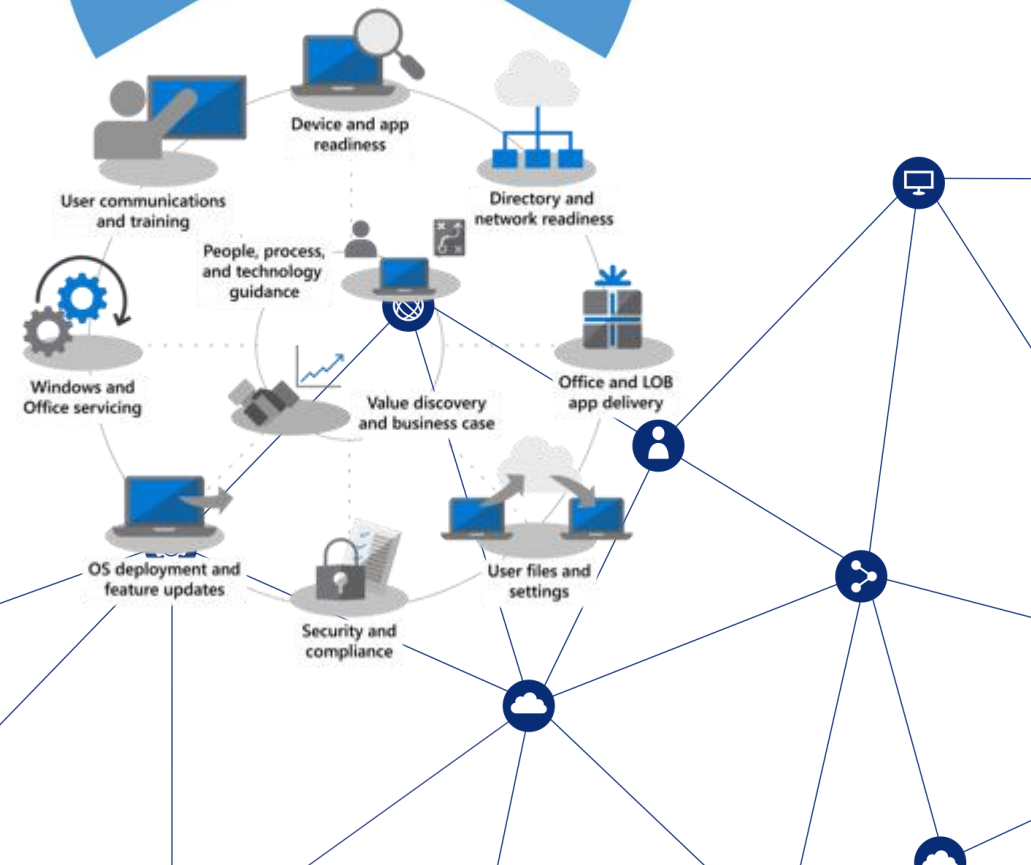 Device and app
readiness
Directory and
network readiness
User communications
and training
People, process,
and technology
guidance
Windows and
Office servicing
Office and LOB
app delivery
Value discovery
and business case
OS deployment and
feature updates
User files and
settings
Security and
compliance